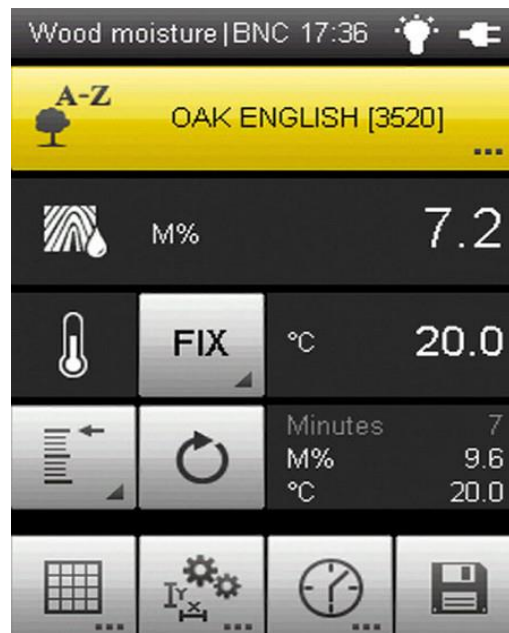 Wood moisture|BNC 17:36
A-Z
OAK ENGLISH [3520]
...
M% 7.2
FIX °C 20.0
Minutes 7
M% 9.6
°C 20.0
IY
X
... ... ...